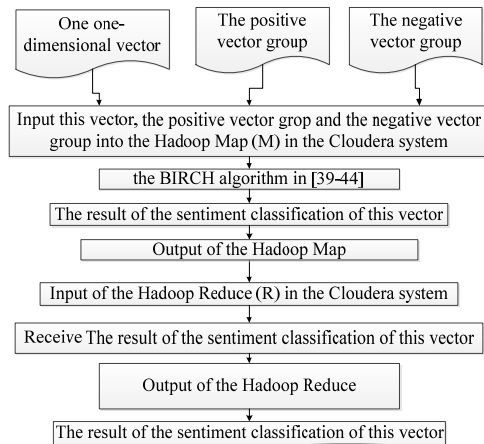 One one-
dimensional vector
The positive
vector group
The negative
vector group
Input this vector, the positive vector grop and the negative vector
group into the Hadoop Map (M) in the Cloudera system
the BIRCH algorithm in [39-44]
The result of the sentiment classification of this vector
Output of the Hadoop Map
Input of the Hadoop Reduce (R) in the Cloudera system
Receive The result of the sentiment classification of this vector
Output of the Hadoop Reduce
The result of the sentiment classification of this vector